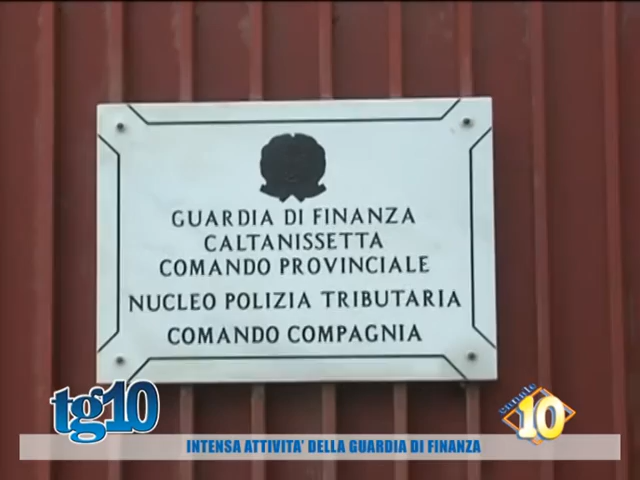 GUARDIA DI FINANZA
CALTANISSETTA
COMANDO PROVINCIALE
NUCLEO POLIZIA TRIBUTARIA
COMANDO COMPAGNIA
tg10
canale
10
INTENSA ATTIVITA' DELLA GUARDIA DI FINANZA